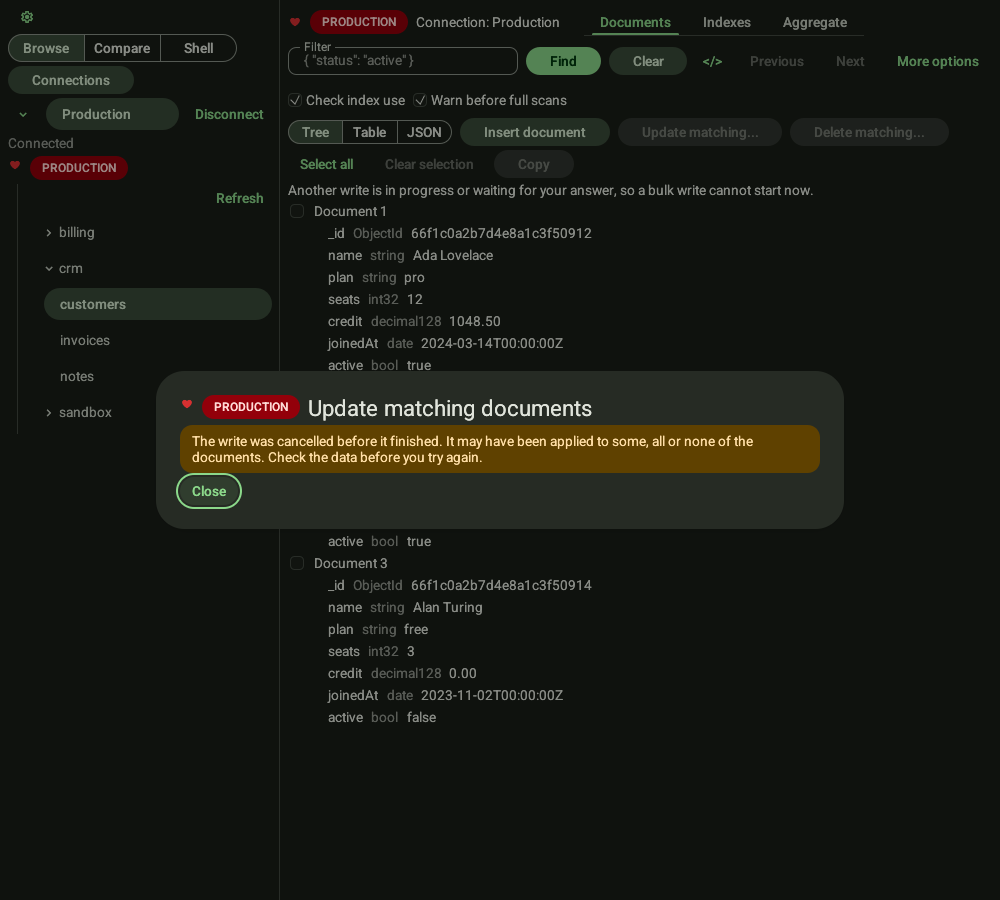 Browse Compare Shell
Connections
Production Disconnect
Connected
PRODUCTION
Refresh
billing
crm
customers
invoices
notes
sandbox
PRODUCTION Connection: Production Documents Indexes Aggregate
Filter
{ "status": "active" } Find Clear </> Previous Next More options
Check index use Warn before full scans
Tree Table JSON Insert document Update matching... Delete matching...
Select all Clear selection Copy
Another write is in progress or waiting for your answer, so a bulk write cannot start now.
Document 1
_id ObjectId 66f1c0a2b7d4e8a1c3f50912
name string Ada Lovelace
plan string pro
seats int32 12
credit decimal128 1048.50
joinedAt date 2024-03-14T00:00:00Z
active bool true
PRODUCTION Update matching documents
The write was cancelled before it finished. It may have been applied to some, all or none of the
documents. Check the data before you try again.
Close
active bool true
Document 3
_id ObjectId 66f1c0a2b7d4e8a1c3f50914
name string Alan Turing
plan string free
seats int32 3
credit decimal128 0.00
joinedAt date 2023-11-02T00:00:00Z
active bool false